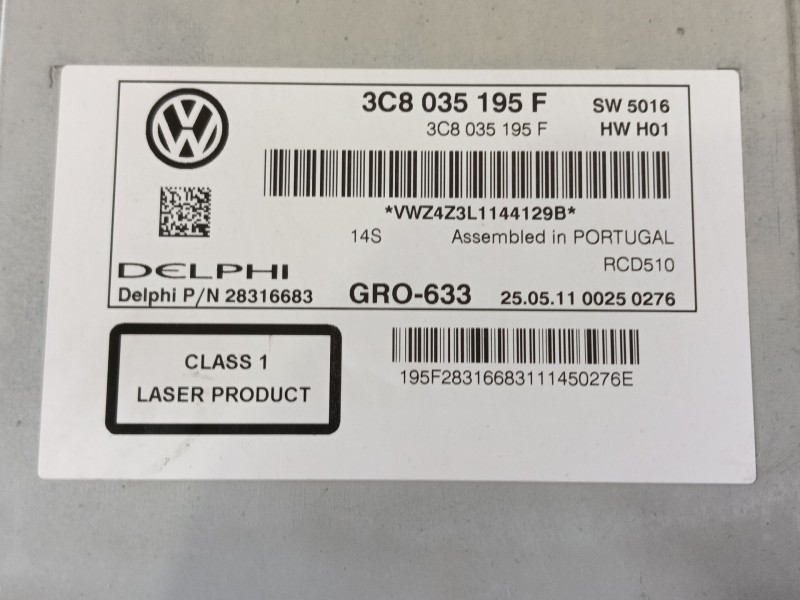 3C8 035 195 F SW 5016
3C8 035 195 F HW H01
*VWZ4Z3L1144129B*
14S Assembled in PORTUGAL
RCD510
DELPHI
Delphi P/N 28316683 GRO-633 25.05.11 0025 0276
CLASS 1
LASER PRODUCT
195F28316683111450276E